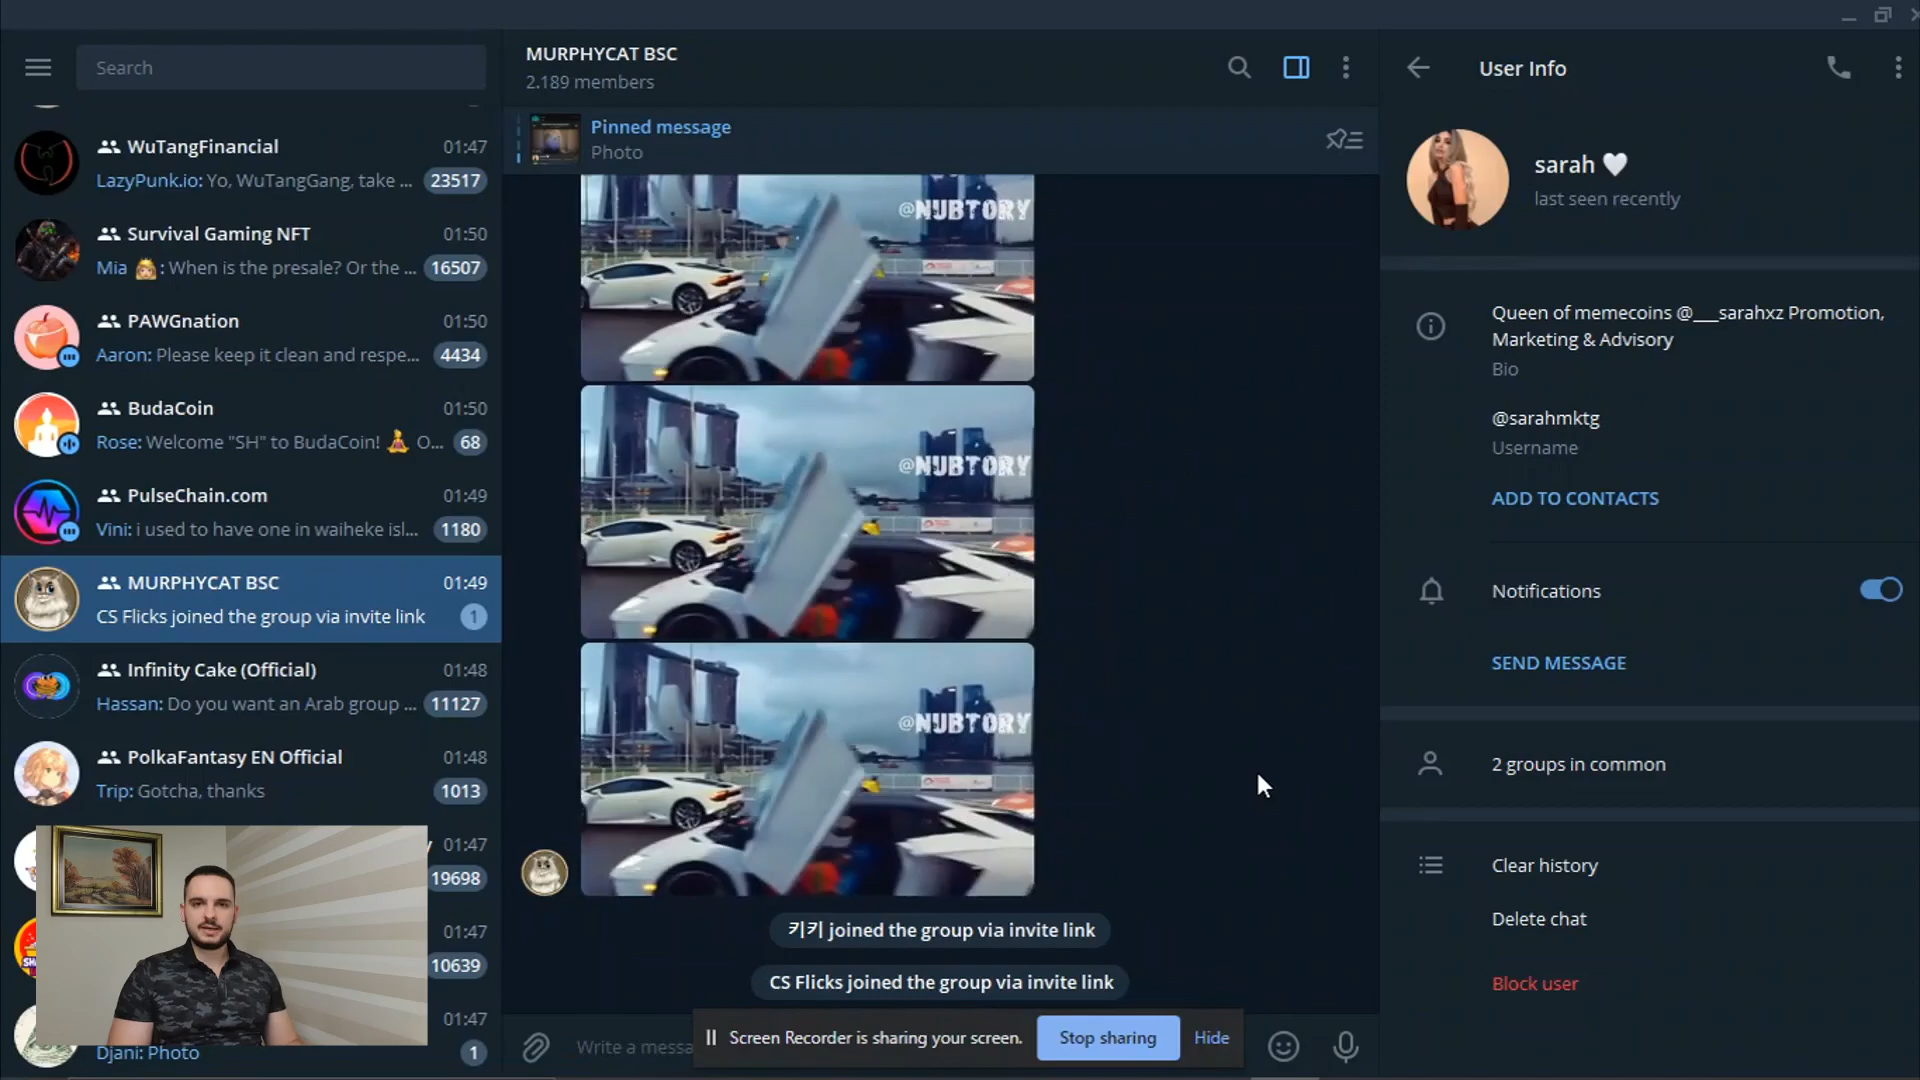 Search
WuTangFinancial
01:47
LazyPunk.io: Yo, WuTangGang, take ...
23517
Survival Gaming NFT
01:50
Mia 👸🏼: When is the presale? Or the ...
16507
PAWGnation
01:50
Aaron: Please keep it clean and respe...
4434
BudaCoin
01:50
Rose: Welcome "SH" to BudaCoin! 🧘 O...
68
PulseChain.com
01:49
Vini: i used to have one in waiheke isl...
1180
MURPHYCAT BSC
01:49
CS Flicks joined the group via invite link
1
Infinity Cake (Official)
01:48
Hassan: Do you want an Arab group ...
11127
PolkaFantasy EN Official
01:48
Trip: Gotcha, thanks
1013
01:47
19698
01:47
10639
01:47
Djani: Photo
1
MURPHYCAT BSC
2.189 members
Pinned message
Photo
@NUBTORY
@NUBTORY
@NUBTORY
키키 joined the group via invite link
CS Flicks joined the group via invite link
Write a messa
Screen Recorder is sharing your screen.
Stop sharing
Hide
User Info
sarah 🤍
last seen recently
Queen of memecoins @___sarahxz Promotion,
Marketing & Advisory
Bio
@sarahmktg
Username
ADD TO CONTACTS
Notifications
SEND MESSAGE
2 groups in common
Clear history
Delete chat
Block user